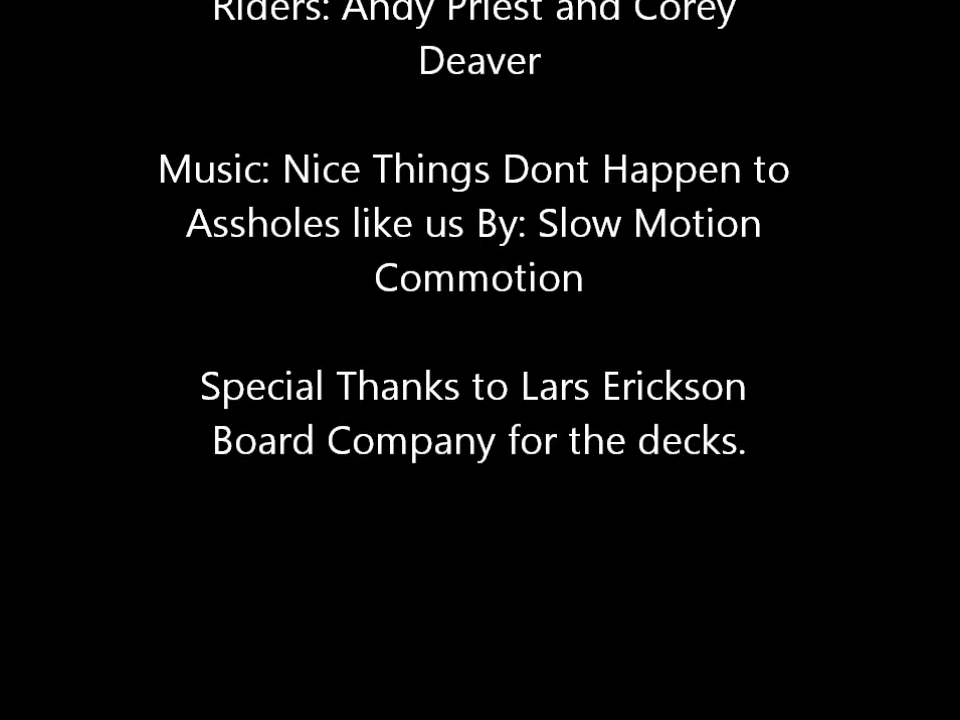 Riders: Andy Priest and Corey
Deaver
Music: Nice Things Dont Happen to
Assholes like us By: Slow Motion
Commotion
Special Thanks to Lars Erickson
Board Company for the decks.